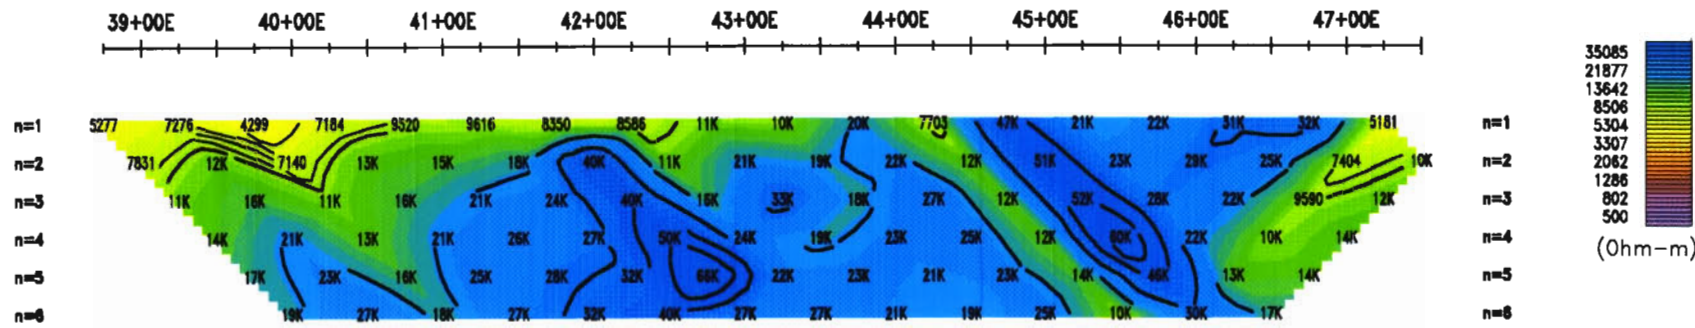 39+00E 40+00E 41+00E 42+00E 43+00E 44+00E 45+00E 46+00E 47+00E
35085
21877
13642
8506
5304
3307
2062
1286
802
500
(Ohm-m)
n=1 5277 7276 4299 7184 9520 9616 8350 8586 11K 10K 20K 7703 47K 21K 22K 31K 32K 5181 n=1
n=2 7831 12K 7140 13K 15K 18K 40K 11K 21K 19K 22K 12K 51K 23K 29K 25K 7404 10K n=2
n=3 11K 16K 11K 16K 21K 24K 40K 16K 33K 18K 27K 12K 52K 28K 22K 9590 12K n=3
n=4 14K 21K 13K 21K 26K 27K 50K 24K 19K 23K 25K 12K 60K 22K 10K 14K n=4
n=5 17K 23K 16K 25K 28K 32K 66K 22K 23K 21K 23K 14K 46K 13K 14K n=5
n=6 19K 27K 18K 27K 32K 40K 27K 27K 21K 19K 25K 10K 30K 17K n=6